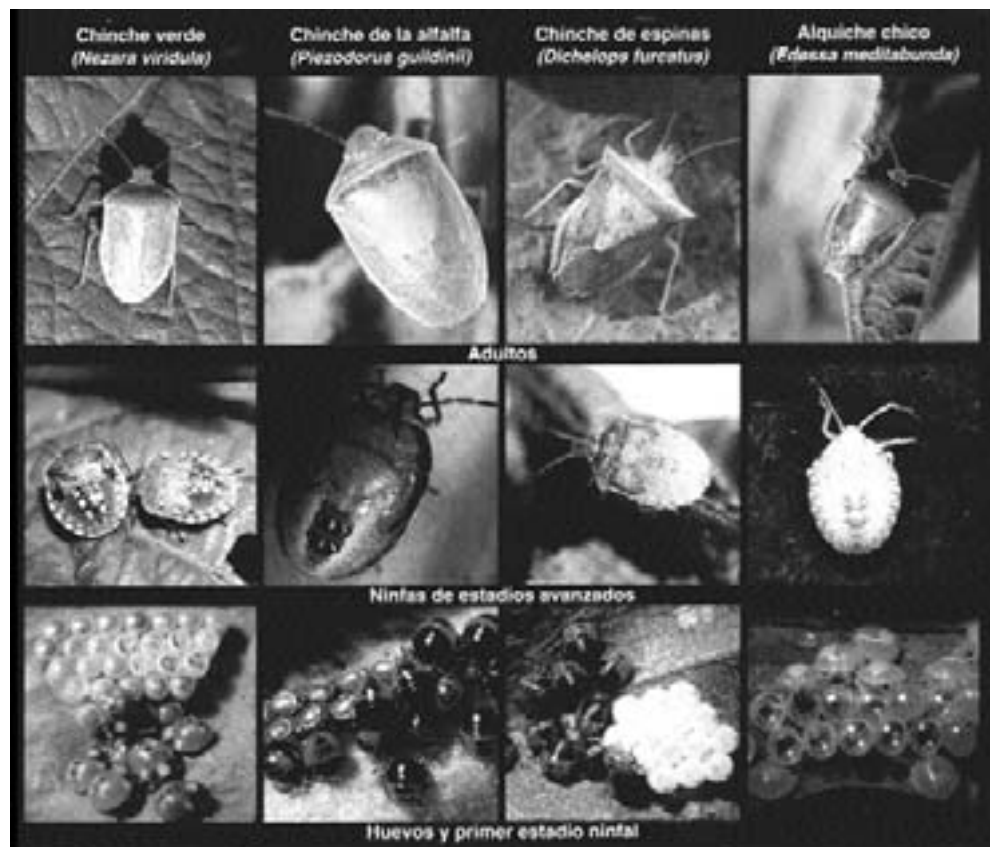 Chinche verde
(Nezara viridula)
Chinche de la alfalfa
(Piezodorus guildinii)
Chinche de espinas
(Dichelops furcatus)
Alquiche chico
(Edessa meditabunda)
Adultos
Ninfas de estadios avanzados
Huevos y primer estadio ninfal